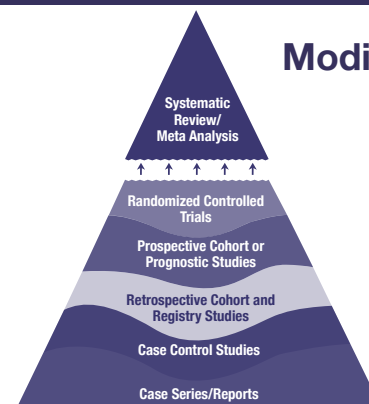 Modi
Systematic
Review/
Meta Analysis
Randomized Controlled
Trials
Prospective Cohort or
Prognostic Studies
Retrospective Cohort and
Registry Studies
Case Control Studies
Case Series/Reports